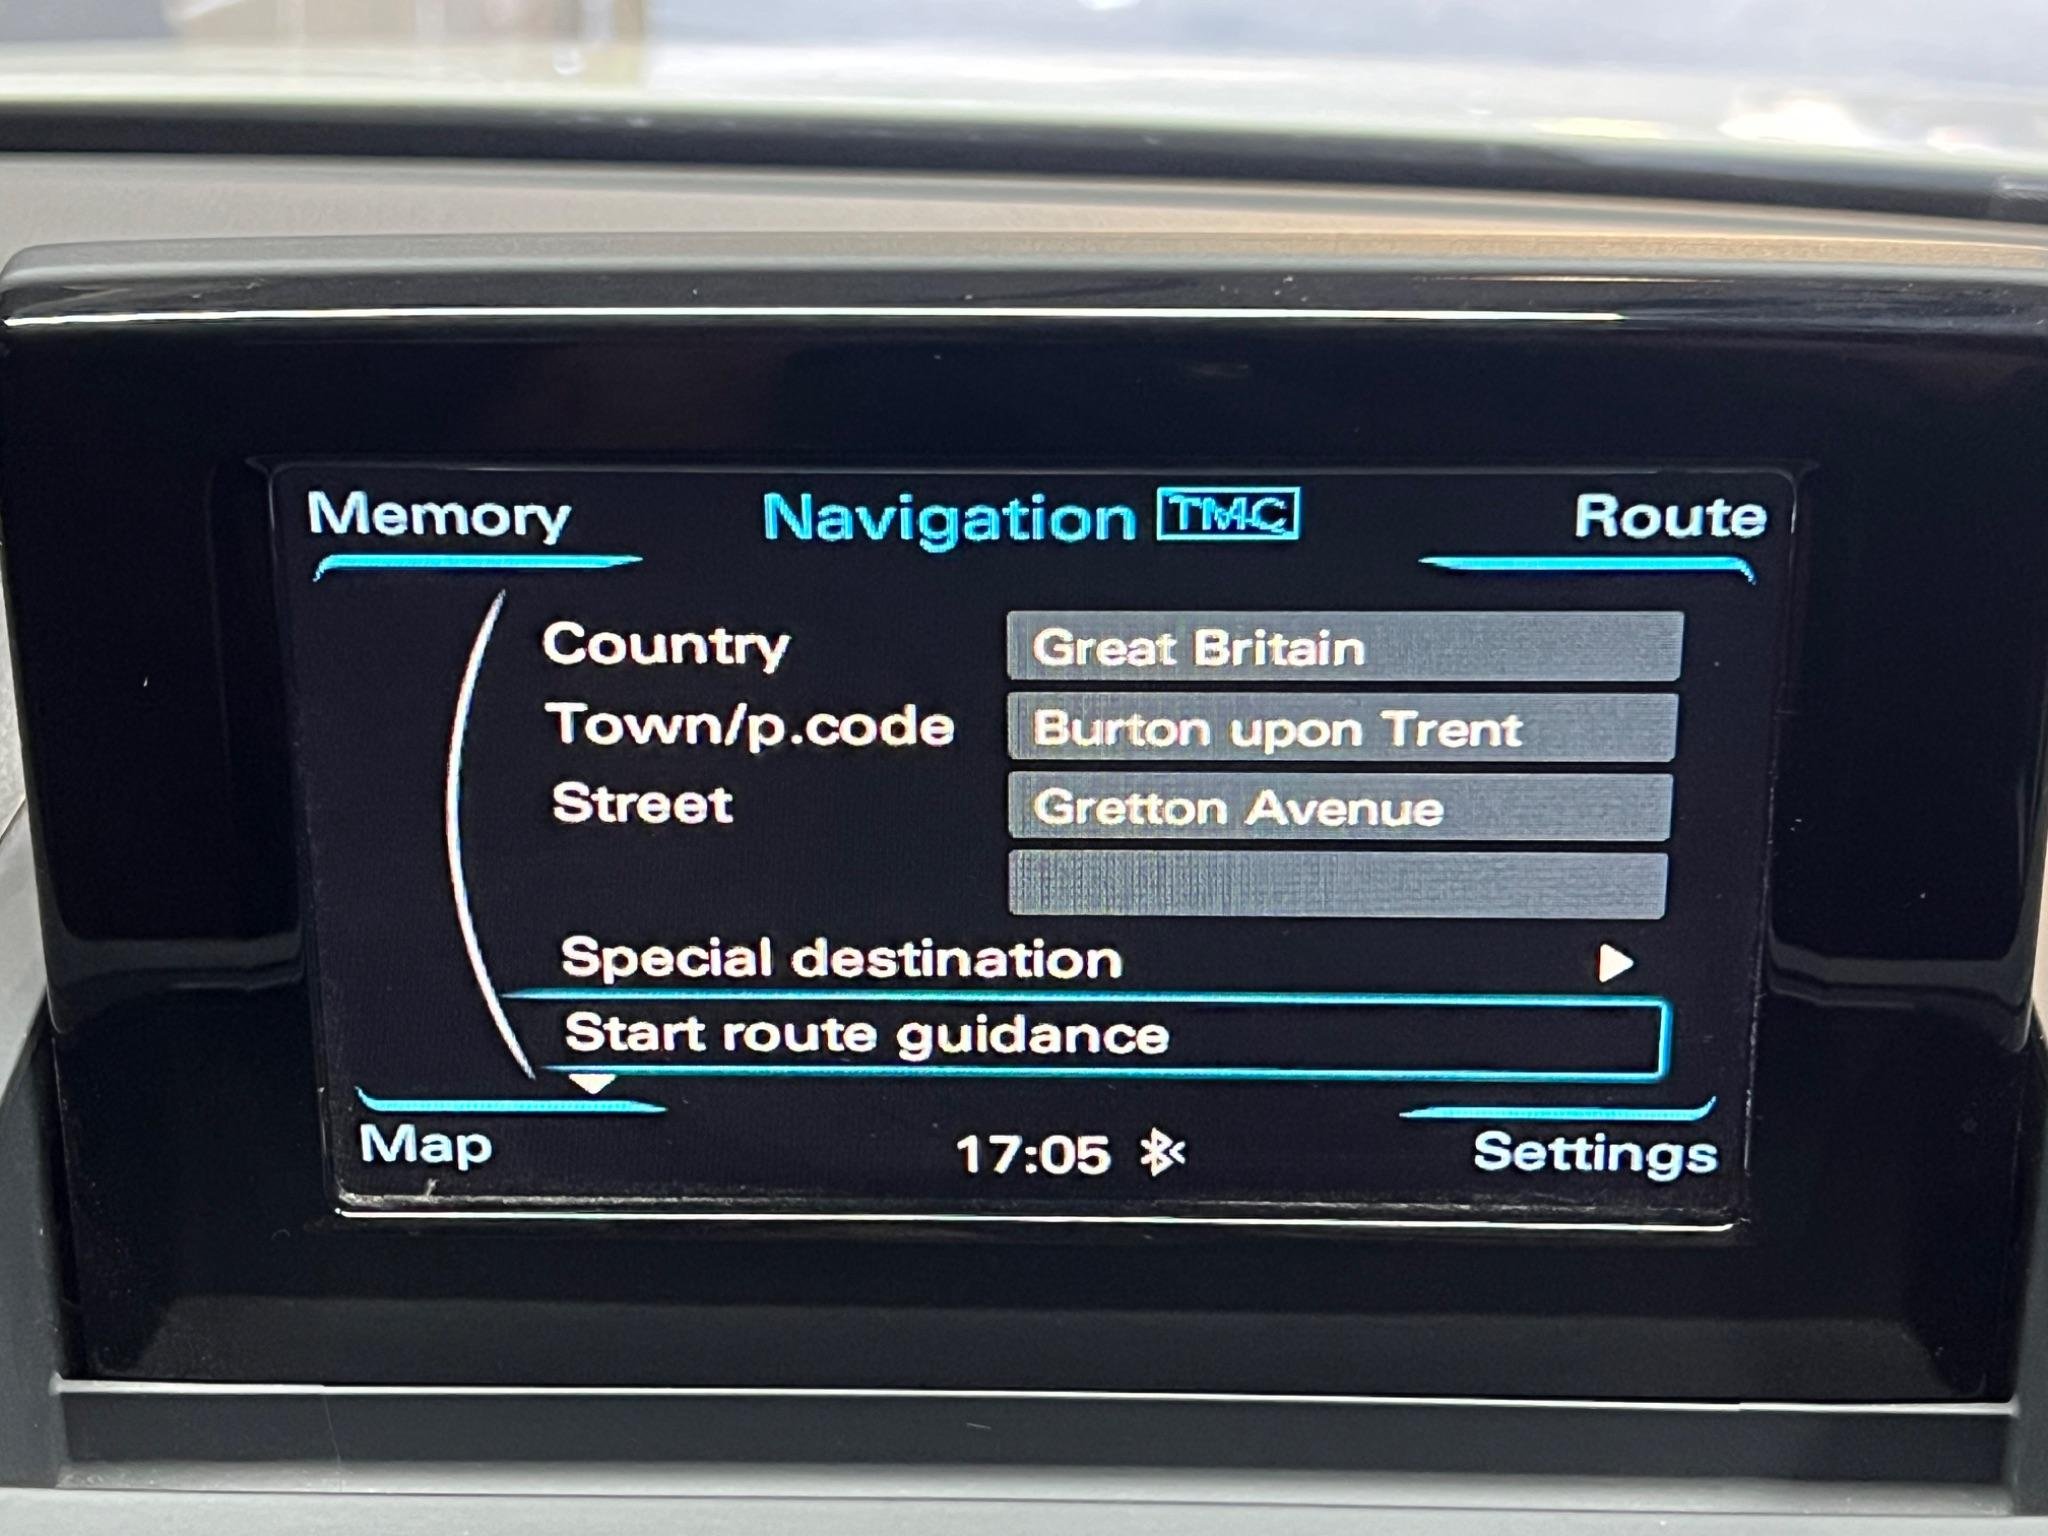 Memory Navigation TMC Route
Country Great Britain
Town/p.code Burton upon Trent
Street Gretton Avenue
Special destination
Start route guidance
Map 17:05 Settings